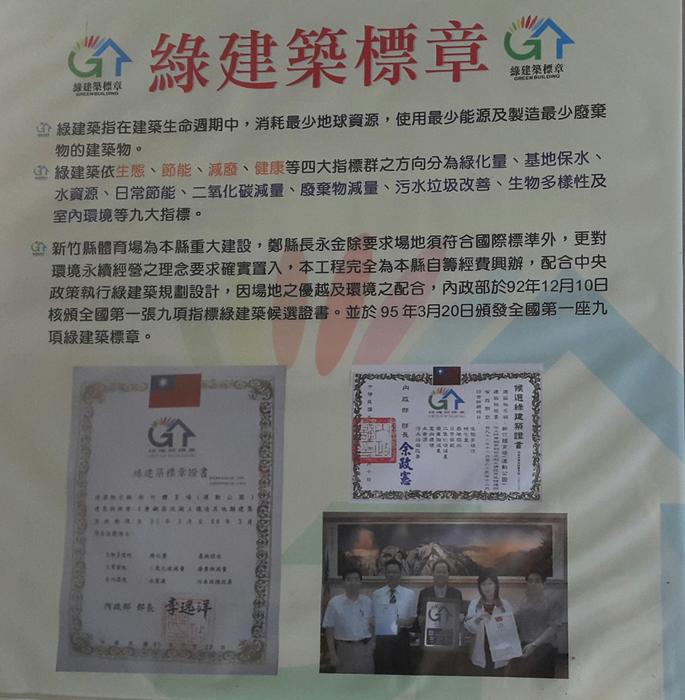 綠建築標章
GREEN BUILDING
綠建築標章
綠建築標章
GREEN BUILDING
綠建築指在建築生命週期中，消耗最少地球資源，使用最少能源及製造最少廢棄
物的建築物。
綠建築依生態、節能、減廢、健康等四大指標群之方向分為綠化量、基地保水、
水資源、日常節能、二氧化碳減量、廢棄物減量、污水垃圾改善、生物多樣性及
室內環境等九大指標。
新竹縣體育場為本縣重大建設，鄭縣長永金除要求場地須符合國際標準外，更對
環境永續經營之理念要求確實置入，本工程完全為本縣自籌經費興辦，配合中央
政策執行綠建築規劃設計，因場地之優越及環境之配合，內政部於92年12月10日
核頒全國第一張九項指標綠建築候選證書。並於 95 年3月20日頒發全國第一座九
項綠建築標章。
綠建築標章證書
內政部 部長 李逸洋
候選綠建築證書
內政部 部長 余政憲